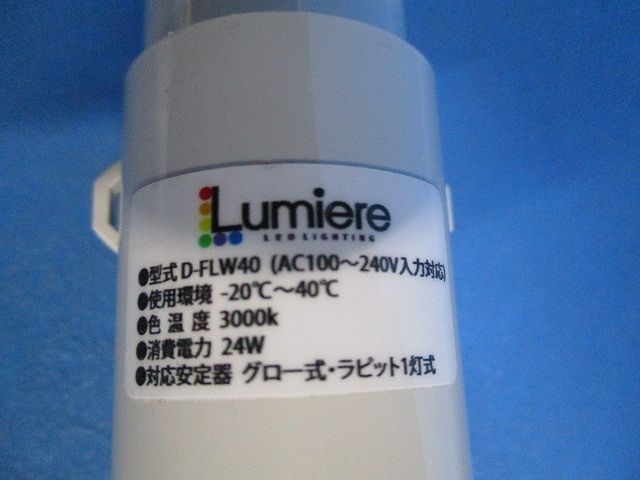 Lumiere
LED LIGHTING
●型式 D-FLW40 (AC100〜240V入力対応)
●使用環境 -20℃〜40℃
●色 温 度 3000k
●消費電力 24W
●対応安定器 グロー式・ラピット1灯式